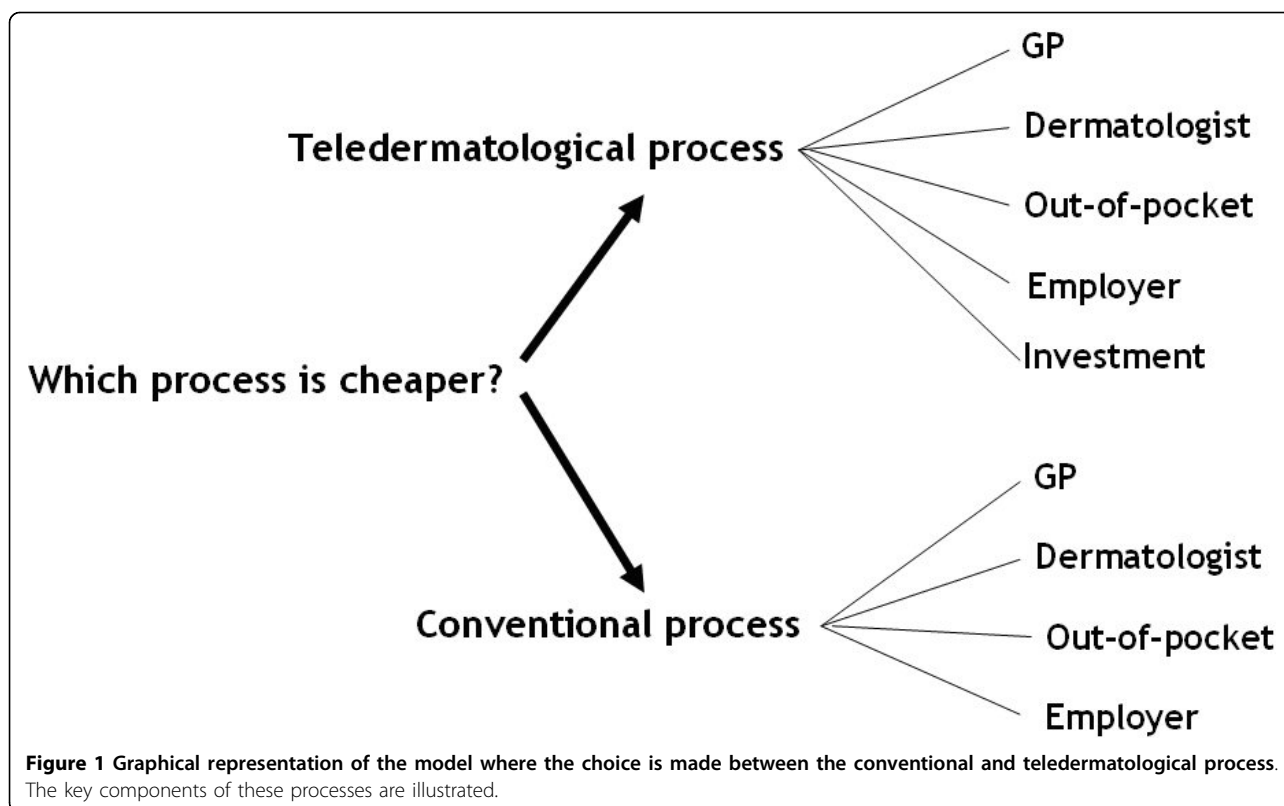 GP
Dermatologist
Teledermatological process
Out-of-pocket
Employer
Investment
Which process is cheaper?
GP
Dermatologist
Conventional process
Out-of-pocket
Employer
Figure 1 Graphical representation of the model where the choice is made between the conventional and teledermatological process.
The key components of these processes are illustrated.